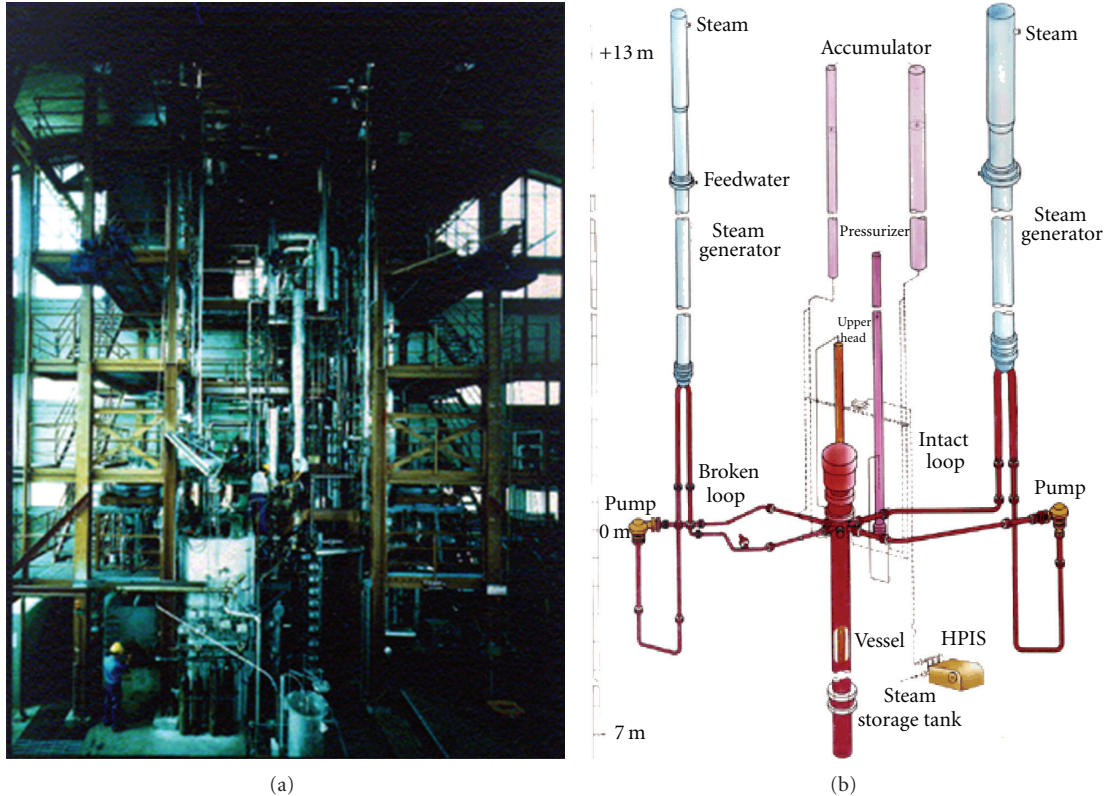 Steam
Steam
+13 m
Accumulator
Feedwater
Steam
generator
Pressurizer
Steam
generator
Upper
head
Broken
loop
Intact
loop
Pump
Pump
0 m
Vessel
HPIS
Steam
storage tank
7 m
(a)
(b)